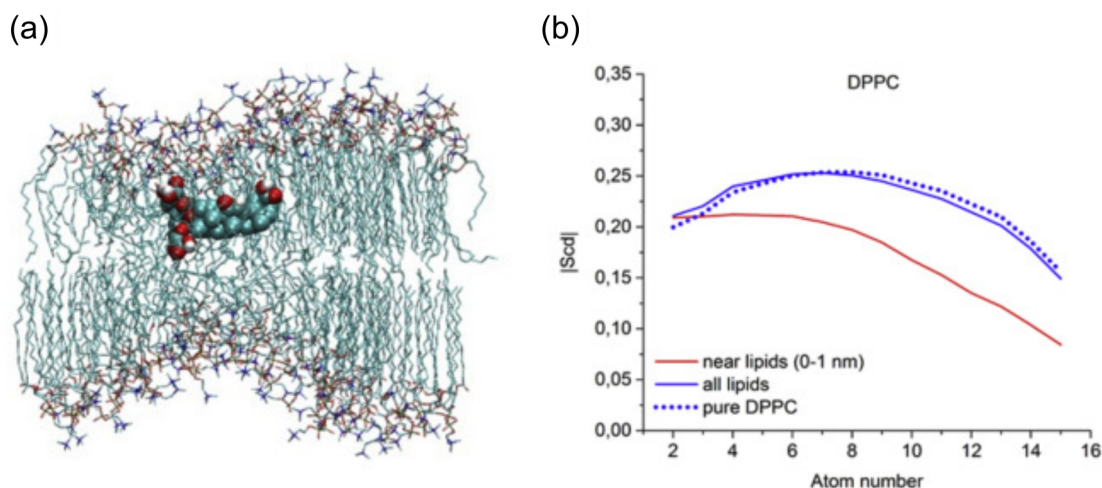 (a)
(b)
DPPC
0,35
0,30
0,25
0,20
0,15
0,10
0,05
0,00
|Scd|
near lipids (0-1 nm)
all lipids
pure DPPC
2 4 6 8 10 12 14 16
Atom number